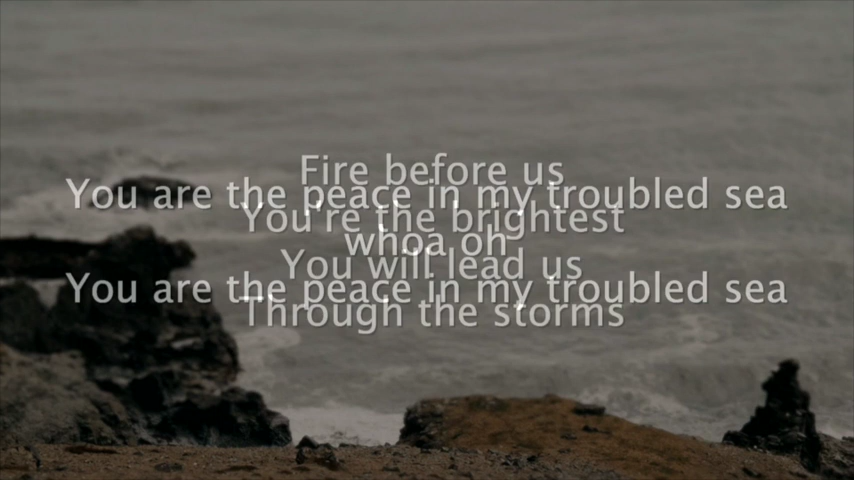 Fire before us
You are the peace in my troubled sea
You're the brightest
whoa oh
You will lead us
You are the peace in my troubled sea
Through the storms